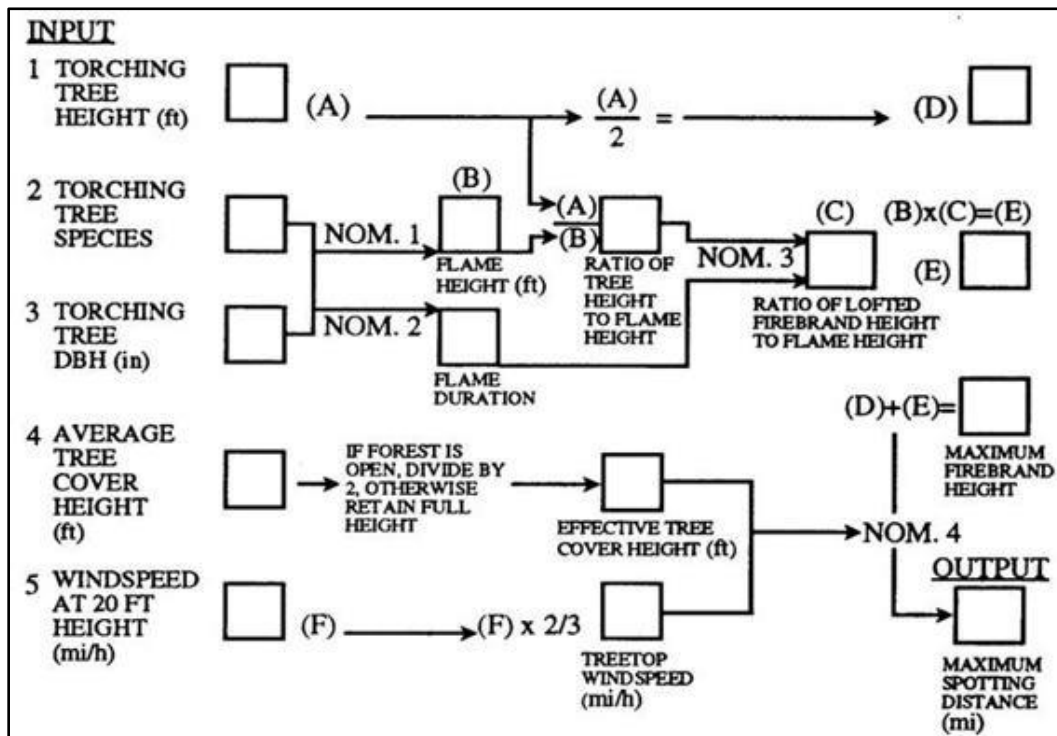 INPUT
1 TORCHING
TREE
HEIGHT (ft)
(A)
(A)
2
=
(D)
2 TORCHING
TREE
SPECIES
NOM. 1
(B)
FLAME
HEIGHT (ft)
(A)
(B)
RATIO OF
TREE
HEIGHT
TO FLAME
HEIGHT
NOM. 3
(C)
RATIO OF LOFTED
FIREBRAND HEIGHT
TO FLAME HEIGHT
(B)x(C)=(E)
(E)
3 TORCHING
TREE
DBH (in)
NOM. 2
FLAME
DURATION
(D)+(E)=
MAXIMUM
FIREBRAND
HEIGHT
4 AVERAGE
TREE
COVER
HEIGHT
(ft)
IF FOREST IS
OPEN, DIVIDE BY
2, OTHERWISE
RETAIN FULL
HEIGHT
EFFECTIVE TREE
COVER HEIGHT (ft)
NOM. 4
5 WINDSPEED
AT 20 FT
HEIGHT
(mi/h)
(F)
(F) x 2/3
TREETOP
WINDSPEED
(mi/h)
OUTPUT
MAXIMUM
SPOTTING
DISTANCE
(mi)